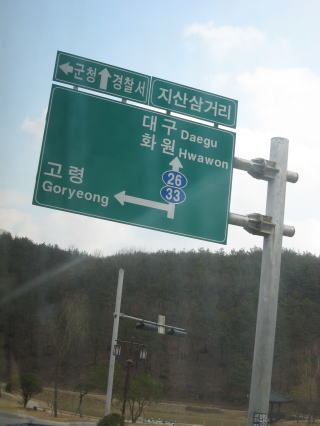 ←군청 ↑경찰서
지산삼거리
대구 Daegu
화원 Hwawon
26
33
고령
Goryeong